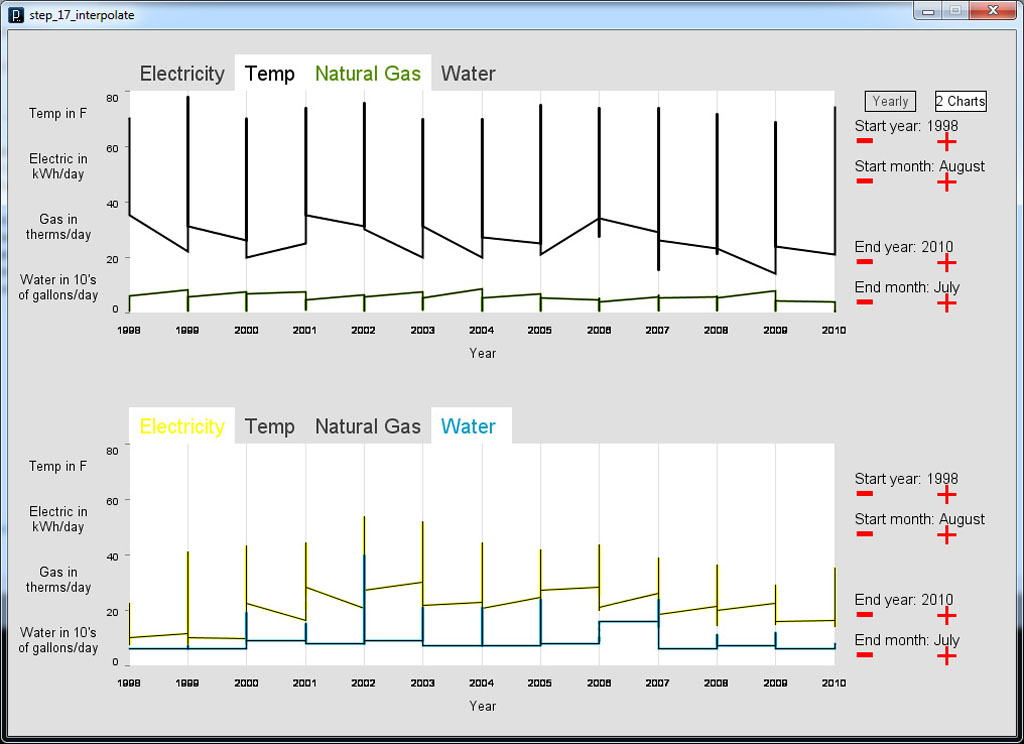 step_17_interpolate
Electricity Temp Natural Gas Water
80
60
40
20
0
Temp in F
Electric in
kWh/day
Gas in
therms/day
Water in 10's
of gallons/day
1998 1999 2000 2001 2002 2003 2004 2005 2006 2007 2008 2009 2010
Year
Yearly 2 Charts
Start year: 1998
Start month: August
End year: 2010
End month: July
Electricity Temp Natural Gas Water
80
60
40
20
0
Temp in F
Electric in
kWh/day
Gas in
therms/day
Water in 10's
of gallons/day
1998 1999 2000 2001 2002 2003 2004 2005 2006 2007 2008 2009 2010
Year
Start year: 1998
Start month: August
End year: 2010
End month: July